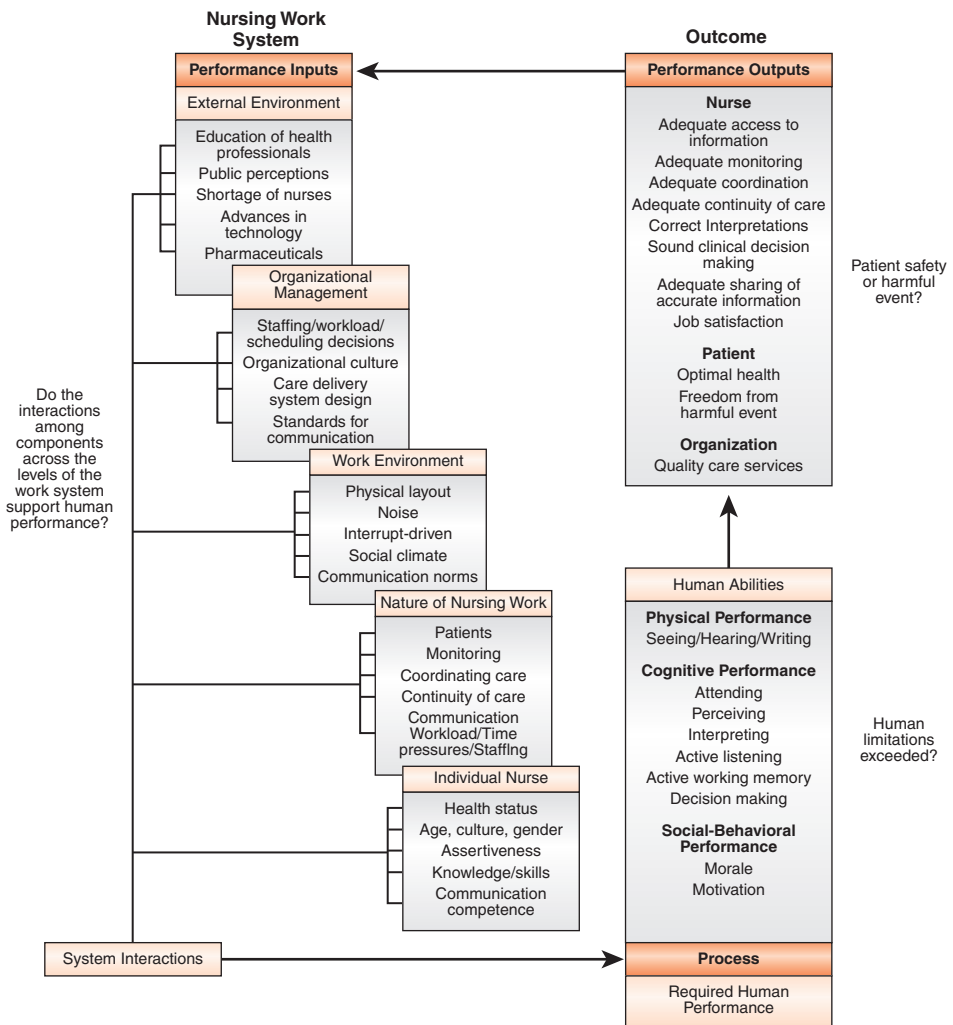 Nursing Work
System
Performance Inputs
External Environment
Education of health
professionals
Public perceptions
Shortage of nurses
Advances in
technology
Pharmaceuticals
Organizational
Management
Staffing/workload/
scheduling decisions
Organizational culture
Care delivery
system design
Standards for
communication
Work Environment
Physical layout
Noise
Interrupt-driven
Social climate
Communication norms
Nature of Nursing Work
Patients
Monitoring
Coordinating care
Continuity of care
Communication
Workload/Time
pressures/StaffIng
Individual Nurse
Health status
Age, culture, gender
Assertiveness
Knowledge/skills
Communication
competence
Do the
interactions
among
components
across the
levels of the
work system
support human
performance?
System Interactions
Outcome
Performance Outputs
Nurse
Adequate access to
information
Adequate monitoring
Adequate coordination
Adequate continuity of care
Correct Interpretations
Sound clinical decision
making
Adequate sharing of
accurate information
Job satisfaction
Patient
Optimal health
Freedom from
harmful event
Organization
Quality care services
Patient safety
or harmful
event?
Human Abilities
Physical Performance
Seeing/Hearing/Writing
Cognitive Performance
Attending
Perceiving
Interpreting
Active listening
Active working memory
Decision making
Social-Behavioral
Performance
Morale
Motivation
Human
limitations
exceeded?
Process
Required Human
Performance